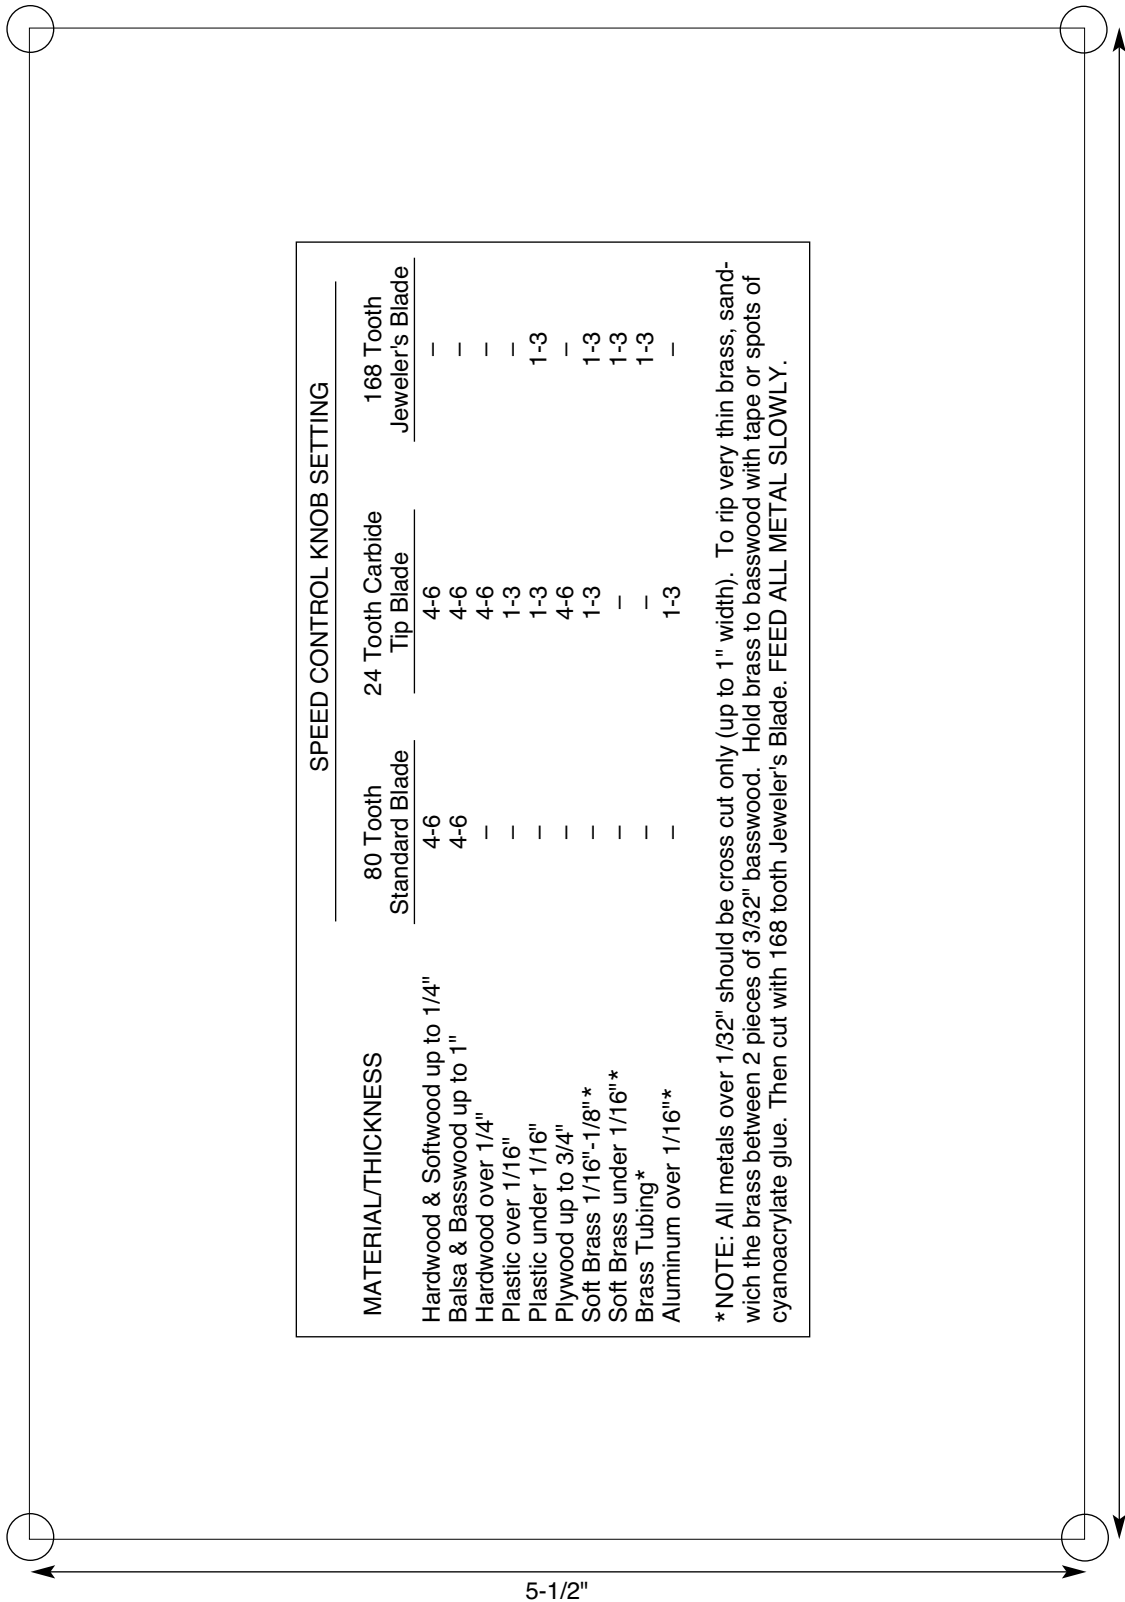 SPEED CONTROL KNOB SETTING
80 Tooth 24 Tooth Carbide 168 Tooth
MATERIAL/THICKNESS Standard Blade Tip Blade Jeweler's Blade
Hardwood & Softwood up to 1/4" 4-6 4-6 –
Balsa & Basswood up to 1" 4-6 4-6 –
Hardwood over 1/4" – 4-6 –
Plastic over 1/16" – 1-3 –
Plastic under 1/16" – 1-3 1-3
Plywood up to 3/4" – 4-6 –
Soft Brass 1/16"-1/8"* – 1-3 1-3
Soft Brass under 1/16"* – – 1-3
Brass Tubing* – – 1-3
Aluminum over 1/16"* – 1-3 –
*NOTE: All metals over 1/32" should be cross cut only (up to 1" width). To rip very thin brass, sand-
wich the brass between 2 pieces of 3/32" basswood. Hold brass to basswood with tape or spots of
cyanoacrylate glue. Then cut with 168 tooth Jeweler's Blade. FEED ALL METAL SLOWLY.
5-1/2"